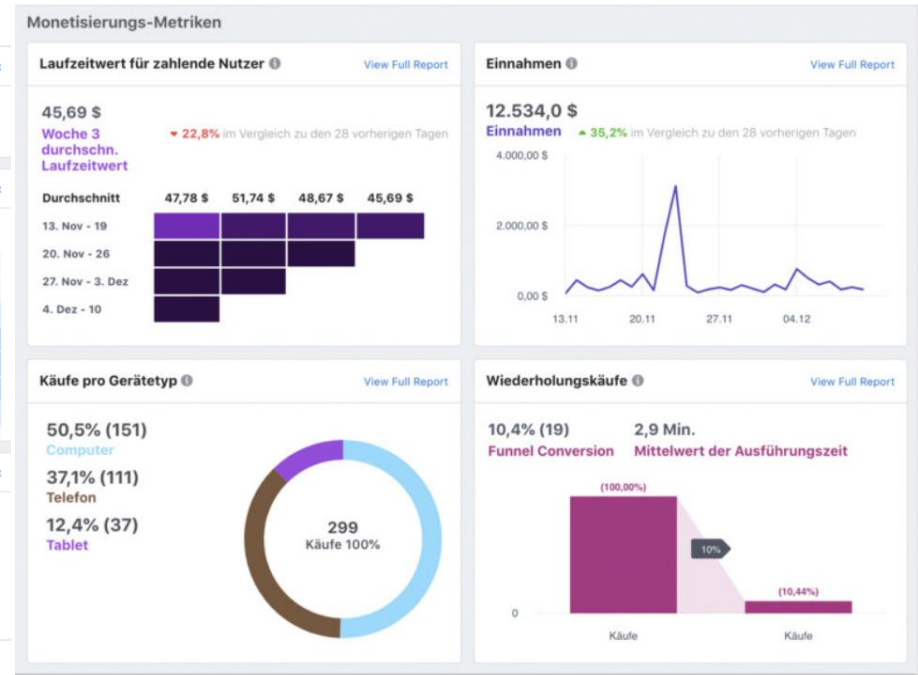 Monetisierungs-Metriken
Laufzeitwert für zahlende Nutzer View Full Report
45,69 $
Woche 3
durchschn.
Laufzeitwert
22,8% im Vergleich zu den 28 vorherigen Tagen
Durchschnitt 47,78 $ 51,74 $ 48,67 $ 45,69 $
13. Nov - 19
20. Nov - 26
27. Nov - 3. Dez
4. Dez - 10
Einnahmen View Full Report
12.534,0 $
Einnahmen 35,2% im Vergleich zu den 28 vorherigen Tagen
4.000,00 $
2.000,00 $
0,00 $
13.11 20.11 27.11 04.12
Käufe pro Gerätetyp View Full Report
50,5% (151)
Computer
37,1% (111)
Telefon
12,4% (37)
Tablet
299
Käufe 100%
Wiederholungskäufe View Full Report
10,4% (19) 2,9 Min.
Funnel Conversion Mittelwert der Ausführungszeit
(100,00%)
10%
(10,44%)
0
Käufe Käufe